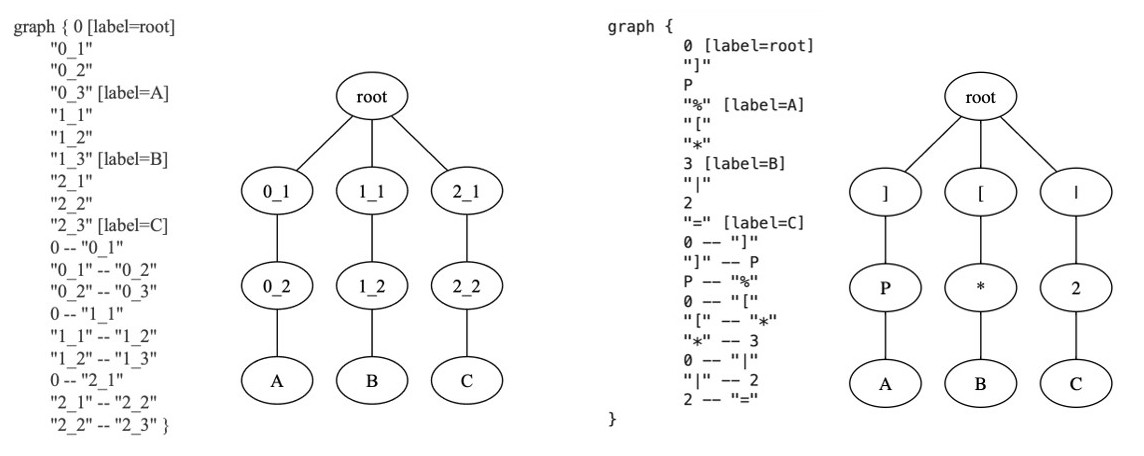 graph { 0 [label=root]
"0_1"
"0_2"
"0_3" [label=A]
"1_1"
"1_2"
"1_3" [label=B]
"2_1"
"2_2"
"2_3" [label=C]
0 -- "0_1"
"0_1" -- "0_2"
"0_2" -- "0_3"
0 -- "1_1"
"1_1" -- "1_2"
"1_2" -- "1_3"
0 -- "2_1"
"2_1" -- "2_2"
"2_2" -- "2_3" }
root
0_1 1_1 2_1
0_2 1_2 2_2
A B C
graph {
0 [label=root]
"]"
P
"%" [label=A]
"["
"*"
3 [label=B]
"|"
2
"=" [label=C]
0 -- "]"
"]" -- P
P -- "%"
0 -- "["
"[" -- "*"
"*" -- 3
0 -- "|"
"|" -- 2
2 -- "="
}
root
] [ |
P * 2
A B C